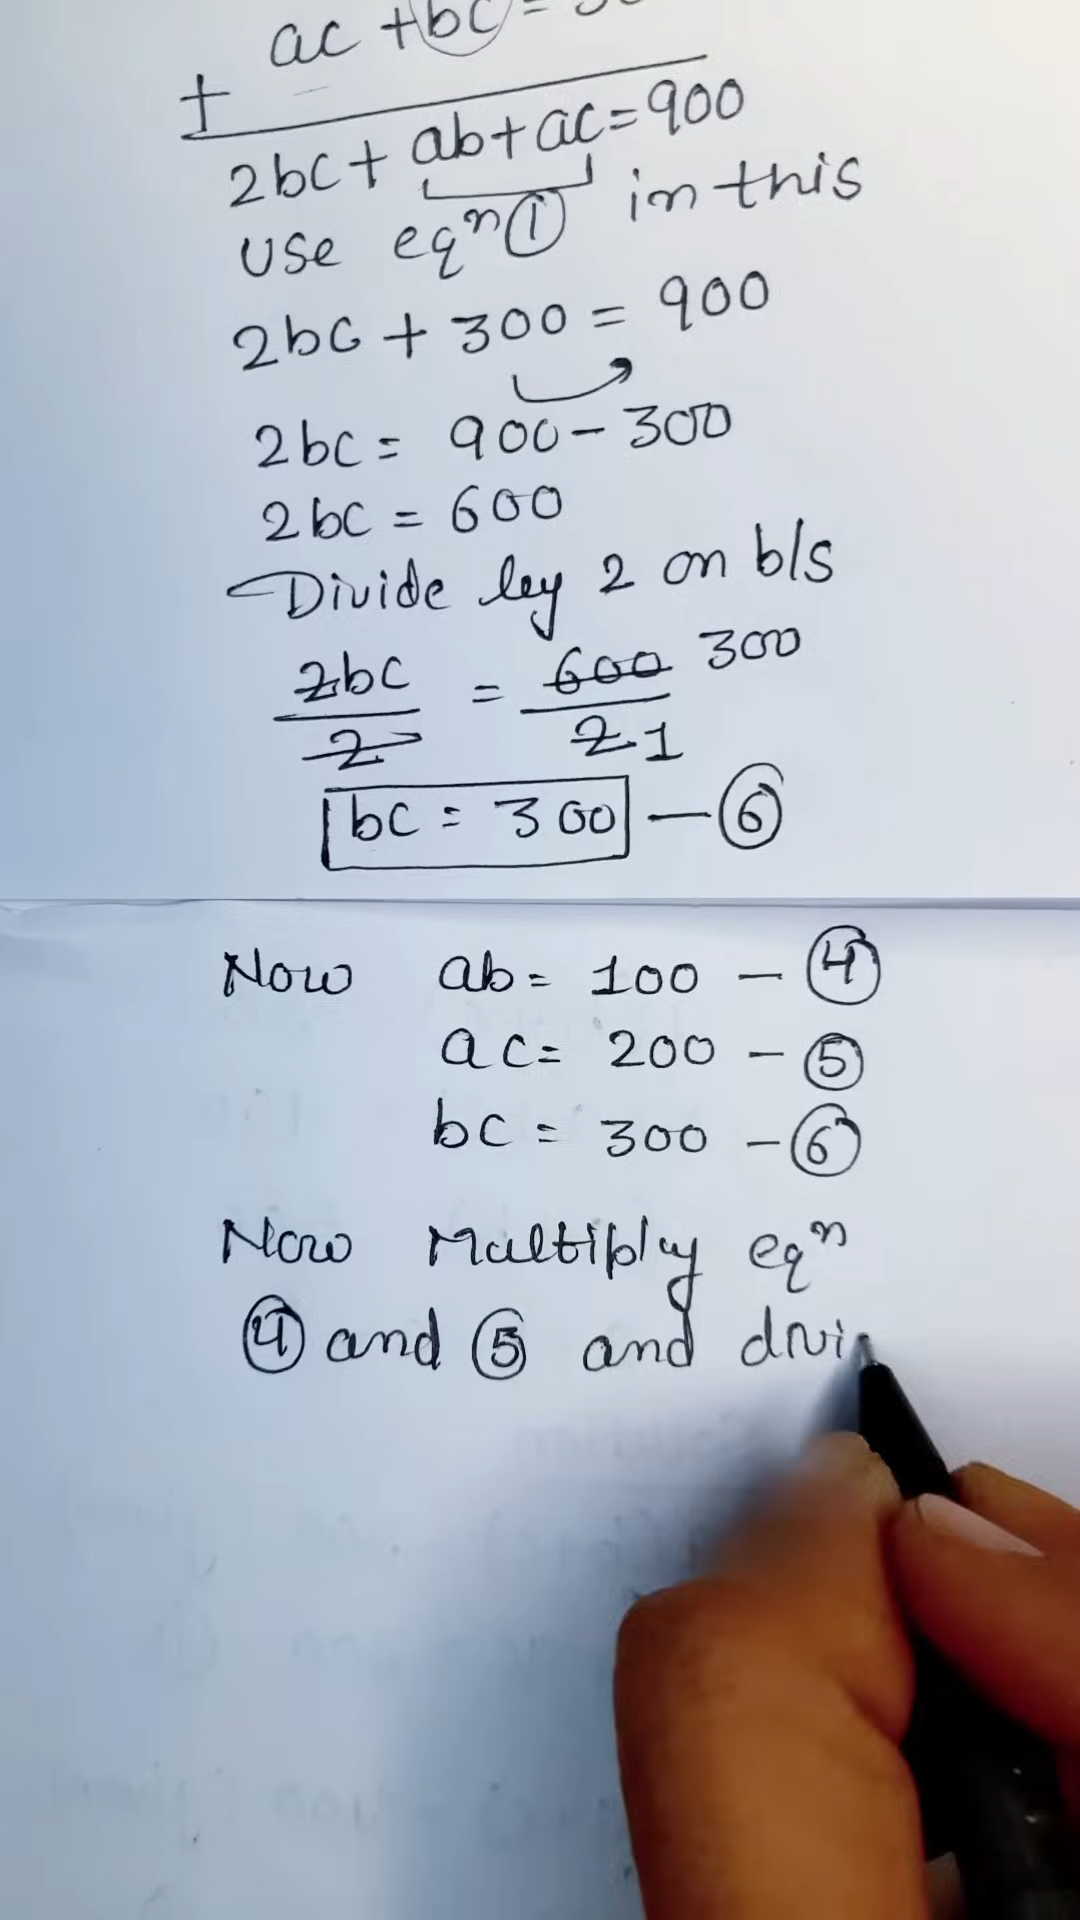 ac + bc =
+
2bc + ab + ac = 900
use eqⁿ ① in this
2bc + 300 = 900
2bc = 900 - 300
2bc = 600
Divide by 2 on b/s
2bc/2 = 600/2 300 1
bc = 300 — ⑥
Now ab = 100 — ④
ac = 200 — ⑤
bc = 300 — ⑥
Now Multiply eqⁿ
④ and ⑤ and divi